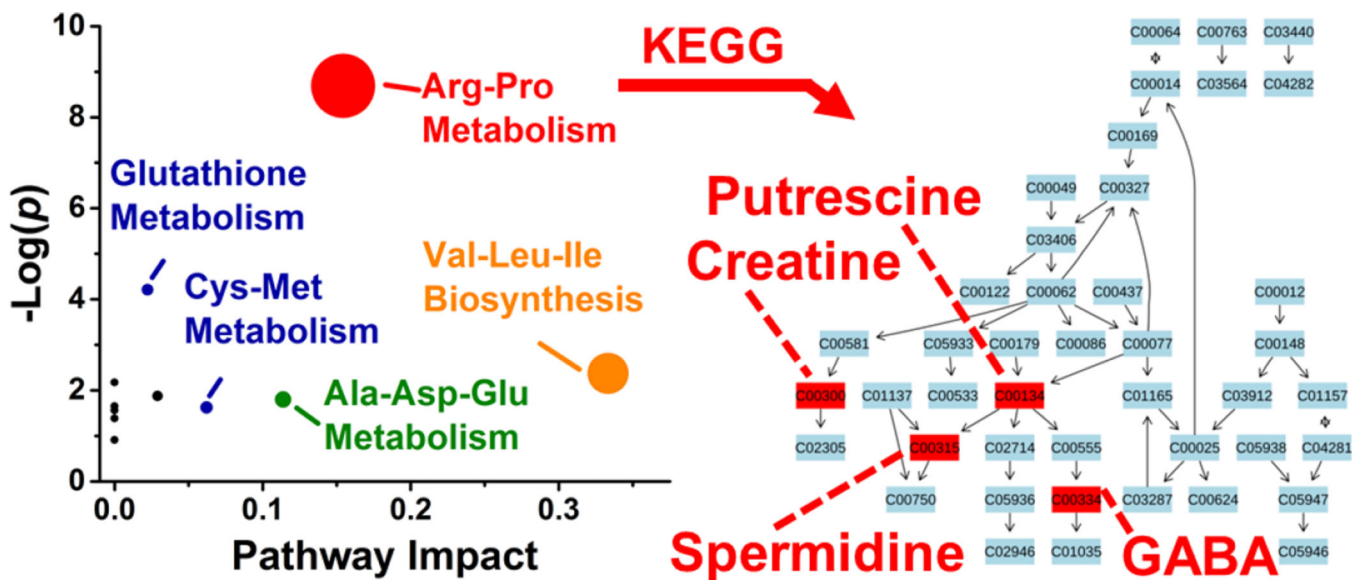 10
8
6
4
2
0
-Log(p)
0.0 0.1 0.2 0.3
Pathway Impact
Arg-Pro
Metabolism
Glutathione
Metabolism
Cys-Met
Metabolism
Val-Leu-Ile
Biosynthesis
Ala-Asp-Glu
Metabolism
KEGG
Putrescine
Creatine
Spermidine
GABA
C00064 C00763 C03440
C00014 C03564 C04282
C00169
C00049 C00327
C03406
C00122 C00062 C00437 C00012
C00581 C05933 C00179 C00086 C00077 C00148
C00300 C01137 C00533 C00134 C01165 C03912 C01157
C02305 C00315 C02714 C00555 C00025 C05938 C04281
C00750 C05936 C00334 C03287 C00624 C05947
C02946 C01035 C05946